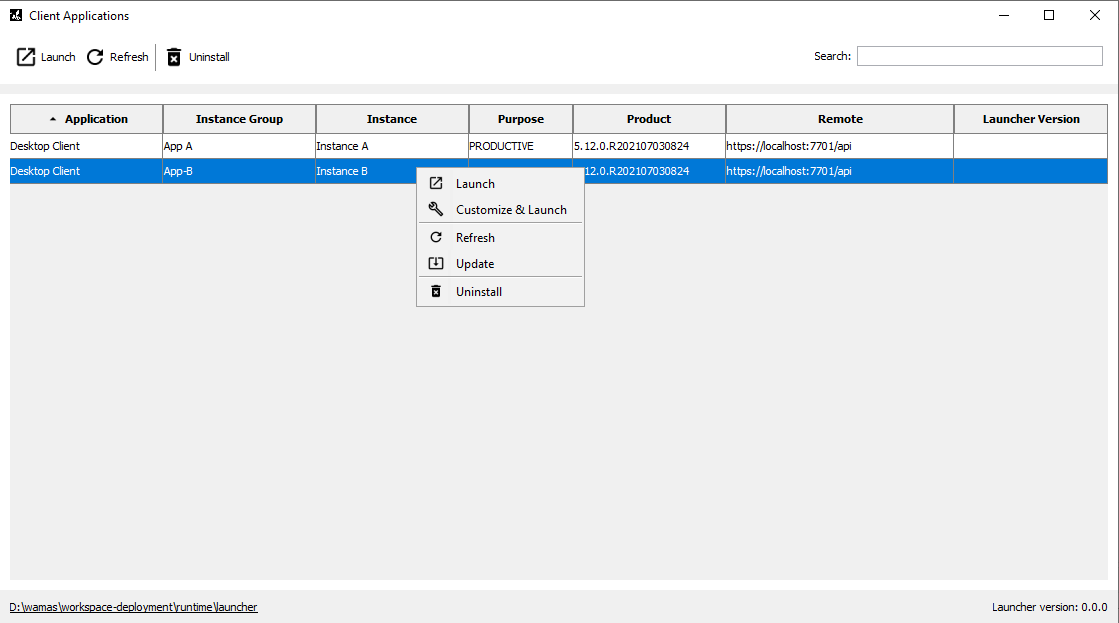 Client Applications
Launch Refresh Uninstall Search:
Application Instance Group Instance Purpose Product Remote Launcher Version
Desktop Client App A Instance A PRODUCTIVE 5.12.0.R202107030824 https://localhost:7701/api
Desktop Client App-B Instance B 12.0.R202107030824 https://localhost:7701/api
Launch
Customize & Launch
Refresh
Update
Uninstall
D:\wamas\workspace-deployment\runtime\launcher Launcher version: 0.0.0